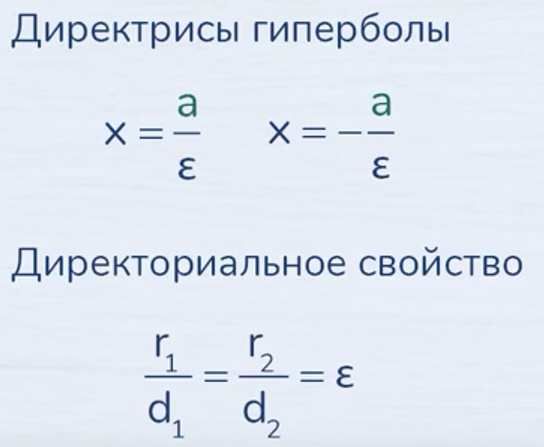 Директрисы гиперболы
x = a/ε x = −a/ε
Директориальное свойство
r₁/d₁ = r₂/d₂ = ε